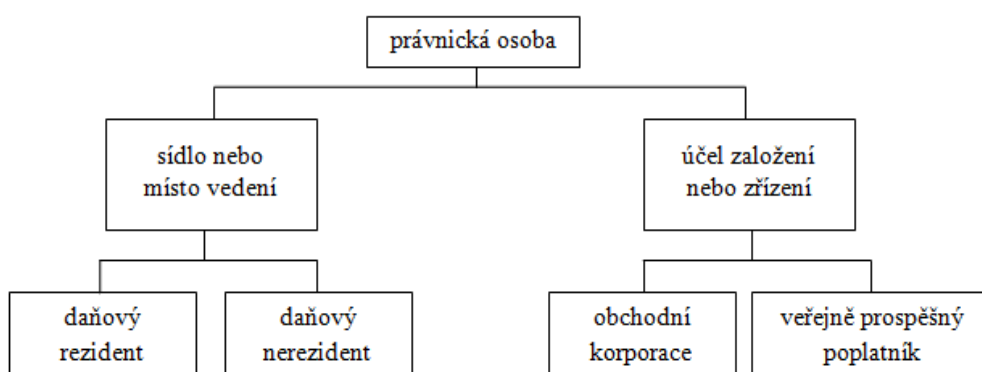 právnická osoba
sídlo nebo
místo vedení
účel založení
nebo zřízení
daňový
rezident
daňový
nerezident
obchodní
korporace
veřejně prospěšný
poplatník